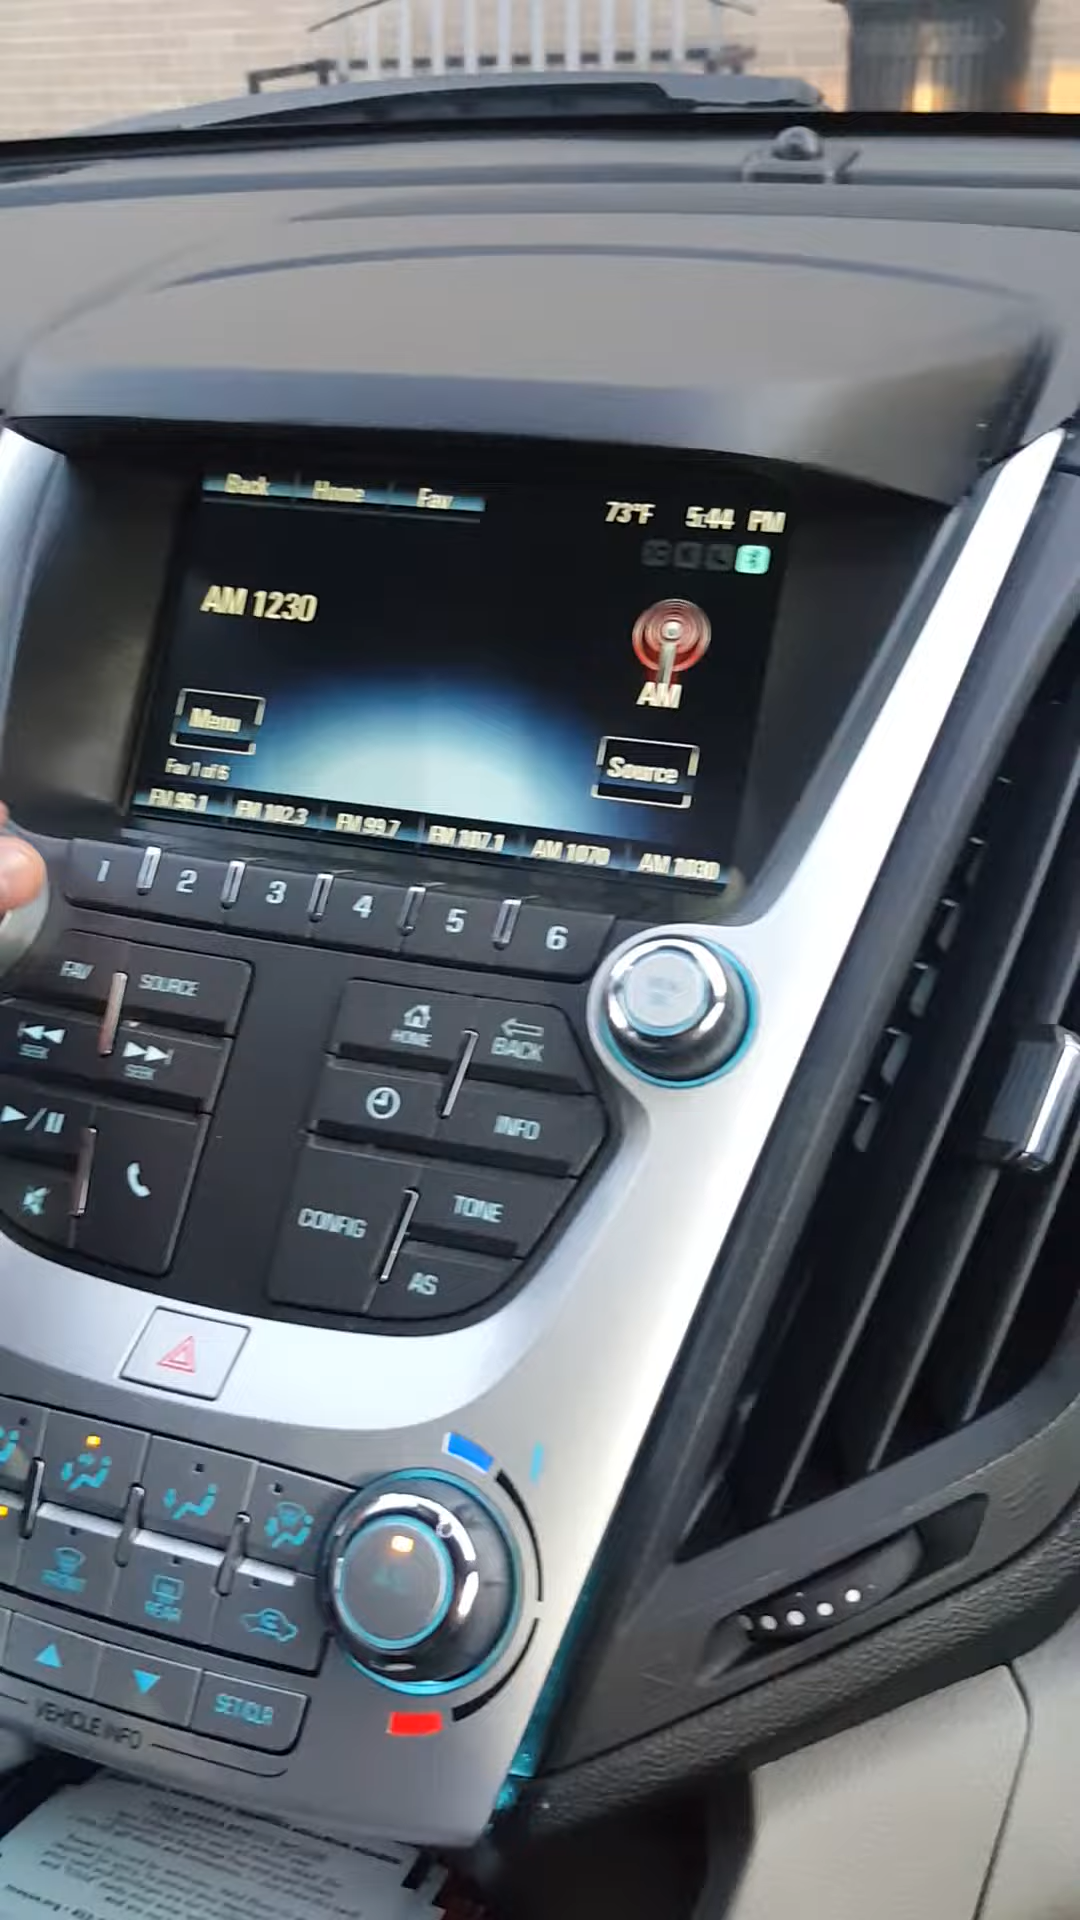 Back Home Fav
73°F 5:44 PM
AM 1230
AM
Menu
Source
Fav 1 of 6
FM 96.1 FM 102.3 FM 99.7 FM 107.1 AM 1070 AM 1030
1 2 3 4 5 6
FAV SOURCE
HOME BACK
SEEK SEEK
INFO
CONFIG TONE
AS
FRONT REAR
SET/CLR
VEHICLE INFO